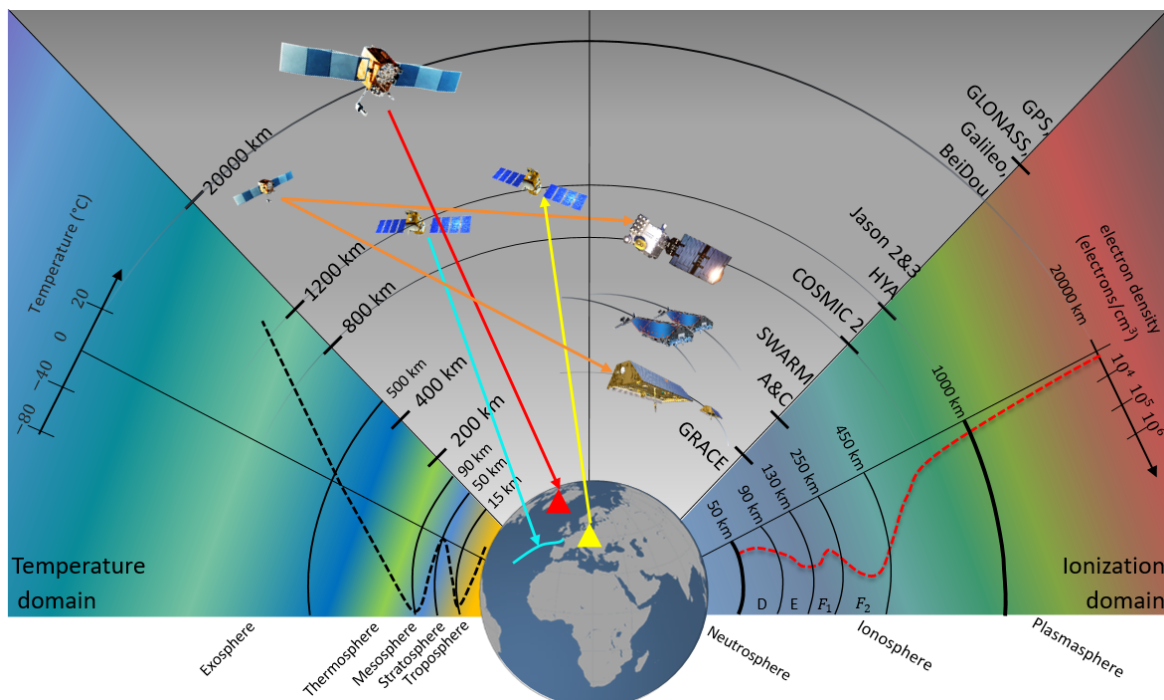 20000 km
1200 km
800 km
500 km
400 km
200 km
90 km
50 km
15 km
Temperature (°C)
20
0
−40
−80
Temperature
domain
Exosphere
Thermosphere
Mesosphere
Stratosphere
Troposphere
GPS,
GLONASS,
Galileo,
BeiDou
Jason 2&3
HYA
COSMIC 2
SWARM
A&C
GRACE
electron density
(electrons/cm³)
20000 km
10⁴
10⁵
10⁶
1000 km
450 km
250 km
130 km
90 km
50 km
D
E
F₁
F₂
Ionization
domain
Neutrosphere
Ionosphere
Plasmasphere